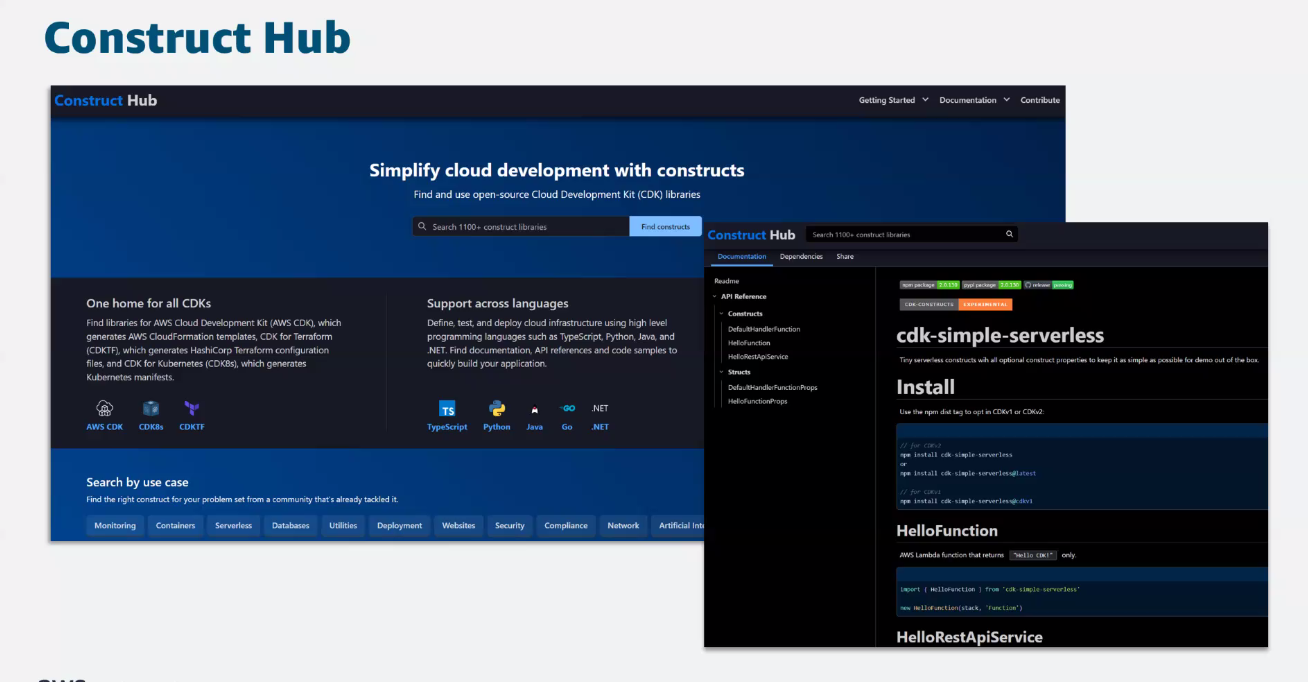 Construct Hub
Construct Hub
Getting Started
Documentation
Contribute
Simplify cloud development with constructs
Find and use open-source Cloud Development Kit (CDK) libraries
Search 1100+ construct libraries
Find constructs
One home for all CDKs
Find libraries for AWS Cloud Development Kit (AWS CDK), which
generates AWS CloudFormation templates, CDK for Terraform
(CDKTF), which generates HashiCorp Terraform configuration
files, and CDK for Kubernetes (CDK8s), which generates
Kubernetes manifests.
AWS CDK
CDK8s
CDKTF
Support across languages
Define, test, and deploy cloud infrastructure using high level
programming languages such as TypeScript, Python, Java, and
.NET. Find documentation, API references and code samples to
quickly build your application.
TS
GO
.NET
TypeScript
Python
Java
Go
.NET
Search by use case
Find the right construct for your problem set from a community that's already tackled it.
Monitoring
Containers
Serverless
Databases
Utilities
Deployment
Websites
Security
Compliance
Network
Artificial Int
Construct Hub
Search 1100+ construct libraries
Documentation
Dependencies
Share
Readme
API Reference
Constructs
DefaultHandlerFunction
HelloFunction
HelloRestApiService
Structs
DefaultHandlerFunctionProps
HelloFunctionProps
npm package
pypi package
release
CDK-CONSTRUCTS EXPERIMENTAL
cdk-simple-serverless
Tiny serverless constructs wih all optional construct properties to keep it as simple as possible for demo out of the box.
Install
Use the npm dist tag to opt in CDKv1 or CDKv2:
// for CDKv2
npm install cdk-simple-serverless
or
npm install cdk-simple-serverless@latest
// for CDKv1
npm install cdk-simple-serverless@cdkv1
HelloFunction
AWS Lambda function that returns "Hello CDK!" only.
import { HelloFunction } from 'cdk-simple-serverless'
new HelloFunction(stack, 'Function')
HelloRestApiService